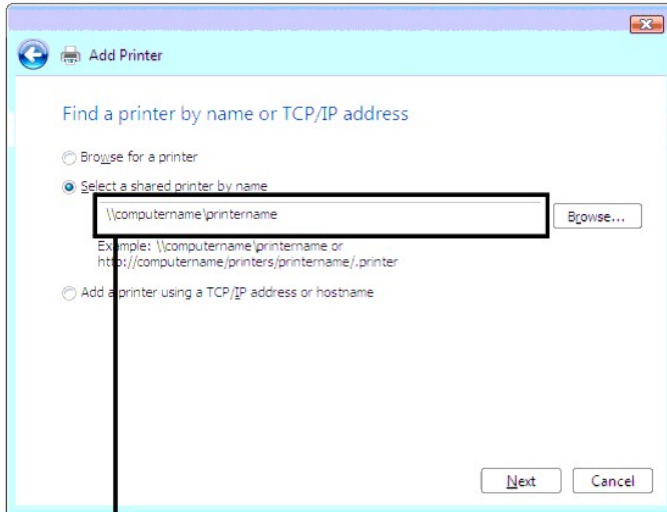 Add Printer
Find a printer by name or TCP/IP address
Browse for a printer
Select a shared printer by name
\\computername\printername
Browse...
Example: \\computername\printername or
http://computername/printers/printername/.printer
Add a printer using a TCP/IP address or hostname
Next
Cancel